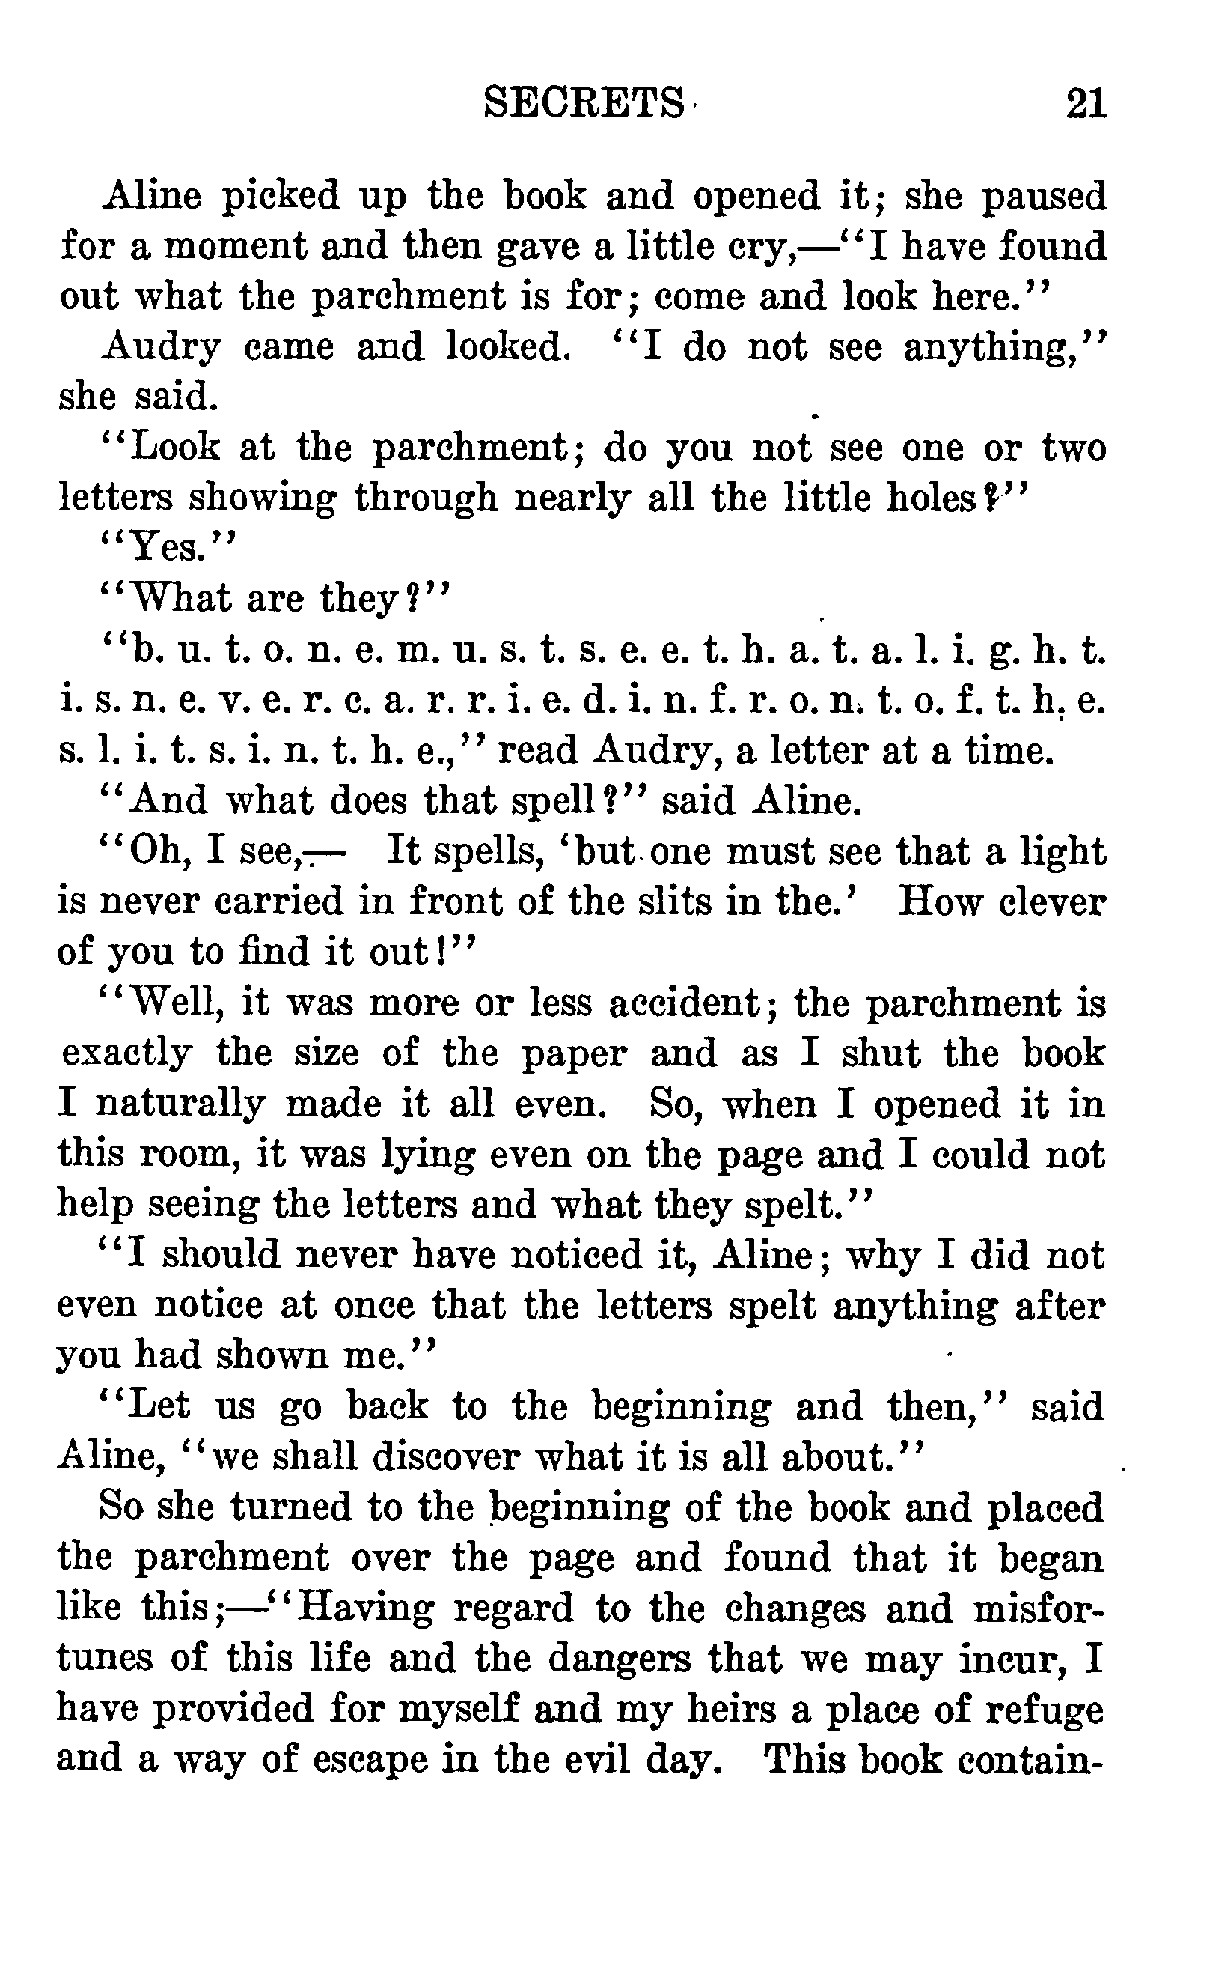 SECRETS 21
Aline picked up the book and opened it; she paused
for a moment and then gave a little cry,—"I have found
out what the parchment is for; come and look here."
Audry came and looked. "I do not see anything,"
she said.
"Look at the parchment; do you not see one or two
letters showing through nearly all the little holes?"
"Yes."
"What are they?"
"b. u. t. o. n. e. m. u. s. t. s. e. e. t. h. a. t. a. l. i. g. h. t.
i. s. n. e. v. e. r. c. a. r. r. i. e. d. i. n. f. r. o. n. t. o. f. t. h. e.
s. l. i. t. s. i. n. t. h. e.," read Audry, a letter at a time.
"And what does that spell?" said Aline.
"Oh, I see,— It spells, 'but one must see that a light
is never carried in front of the slits in the.' How clever
of you to find it out!"
"Well, it was more or less accident; the parchment is
exactly the size of the paper and as I shut the book
I naturally made it all even. So, when I opened it in
this room, it was lying even on the page and I could not
help seeing the letters and what they spelt."
"I should never have noticed it, Aline; why I did not
even notice at once that the letters spelt anything after
you had shown me."
"Let us go back to the beginning and then," said
Aline, "we shall discover what it is all about."
So she turned to the beginning of the book and placed
the parchment over the page and found that it began
like this;—"Having regard to the changes and misfor-
tunes of this life and the dangers that we may incur, I
have provided for myself and my heirs a place of refuge
and a way of escape in the evil day. This book contain-